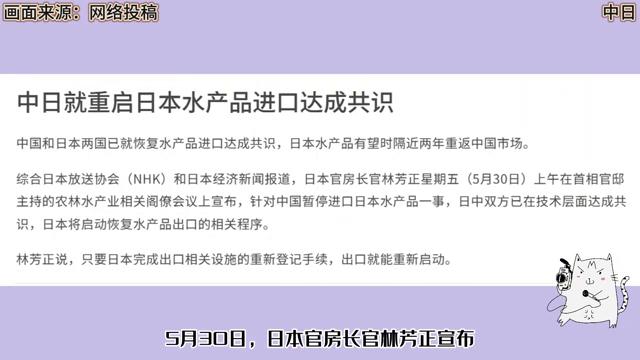 画面来源：网络投稿
中日
中日就重启日本水产品进口达成共识
中国和日本两国已就恢复水产品进口达成共识，日本水产品有望时隔近两年重返中国市场。
综合日本放送协会（NHK）和日本经济新闻报道，日本官房长官林芳正星期五（5月30日）上午在首相官邸
主持的农林水产业相关阁僚会议上宣布，针对中国暂停进口日本水产品一事，日中双方已在技术层面达成共
识，日本将启动恢复水产品出口的相关程序。
林芳正说，只要日本完成出口相关设施的重新登记手续，出口就能重新启动。
5月30日，日本官房长官林芳正宣布